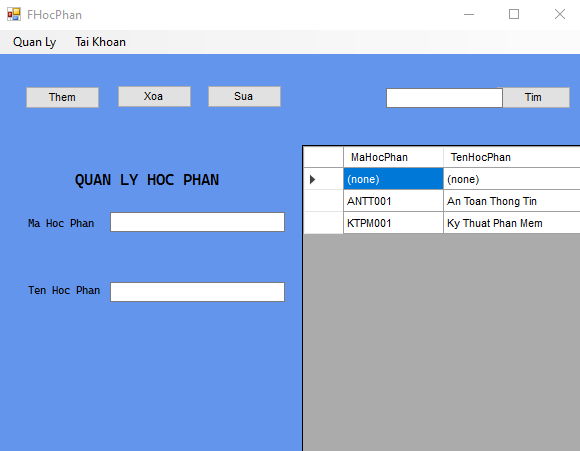 FHocPhan
Quan Ly Tai Khoan
Them Xoa Sua Tim
QUAN LY HOC PHAN
Ma Hoc Phan
Ten Hoc Phan
MaHocPhan TenHocPhan
(none) (none)
ANTT001 An Toan Thong Tin
KTPM001 Ky Thuat Phan Mem